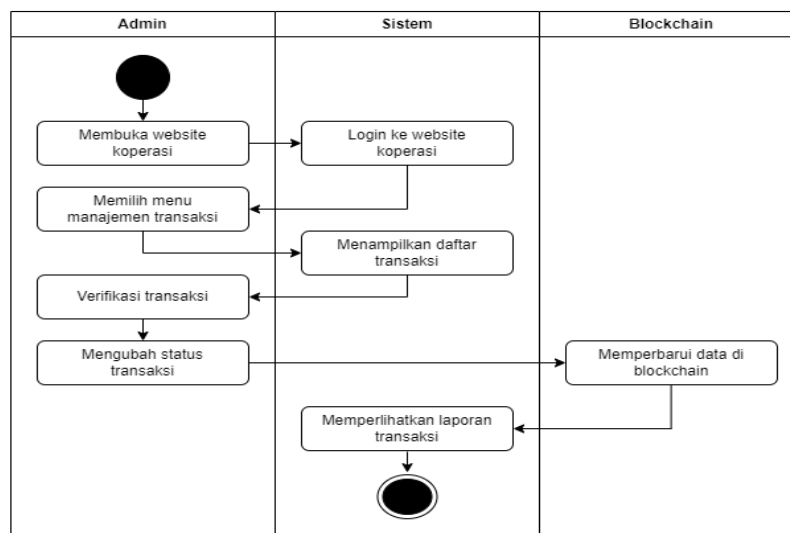 Admin
Sistem
Blockchain
Membuka website
koperasi
Login ke website
koperasi
Memilih menu
manajemen transaksi
Menampilkan daftar
transaksi
Verifikasi transaksi
Mengubah status
transaksi
Memperbarui data di
blockchain
Memperlihatkan laporan
transaksi